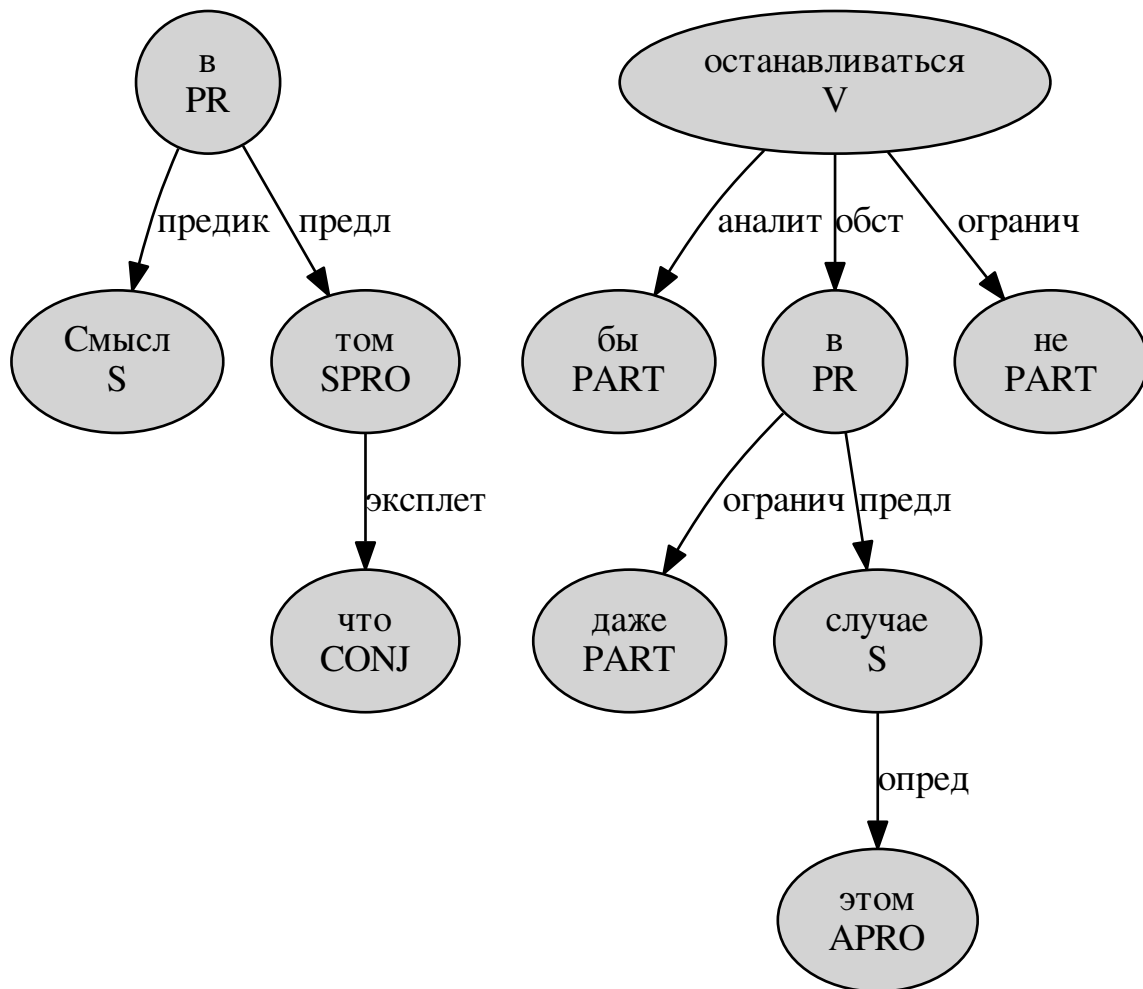 в
PR
останавливаться
V
предик
предл
аналит
обст
огранич
Смысл
S
том
SPRO
бы
PART
в
PR
не
PART
эксплет
огранич
предл
что
CONJ
даже
PART
случае
S
опред
этом
APRO